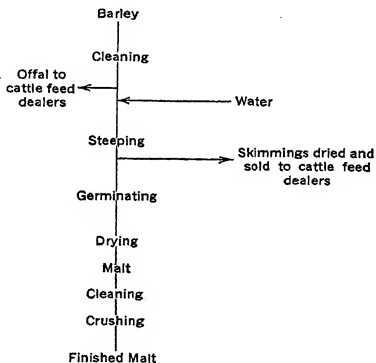 Barley
Cleaning
Offal to
cattle feed
dealers
Water
Steeping
Skimmings dried and
sold to cattle feed
dealers
Germinating
Drying
Malt
Cleaning
Crushing
Finished Malt